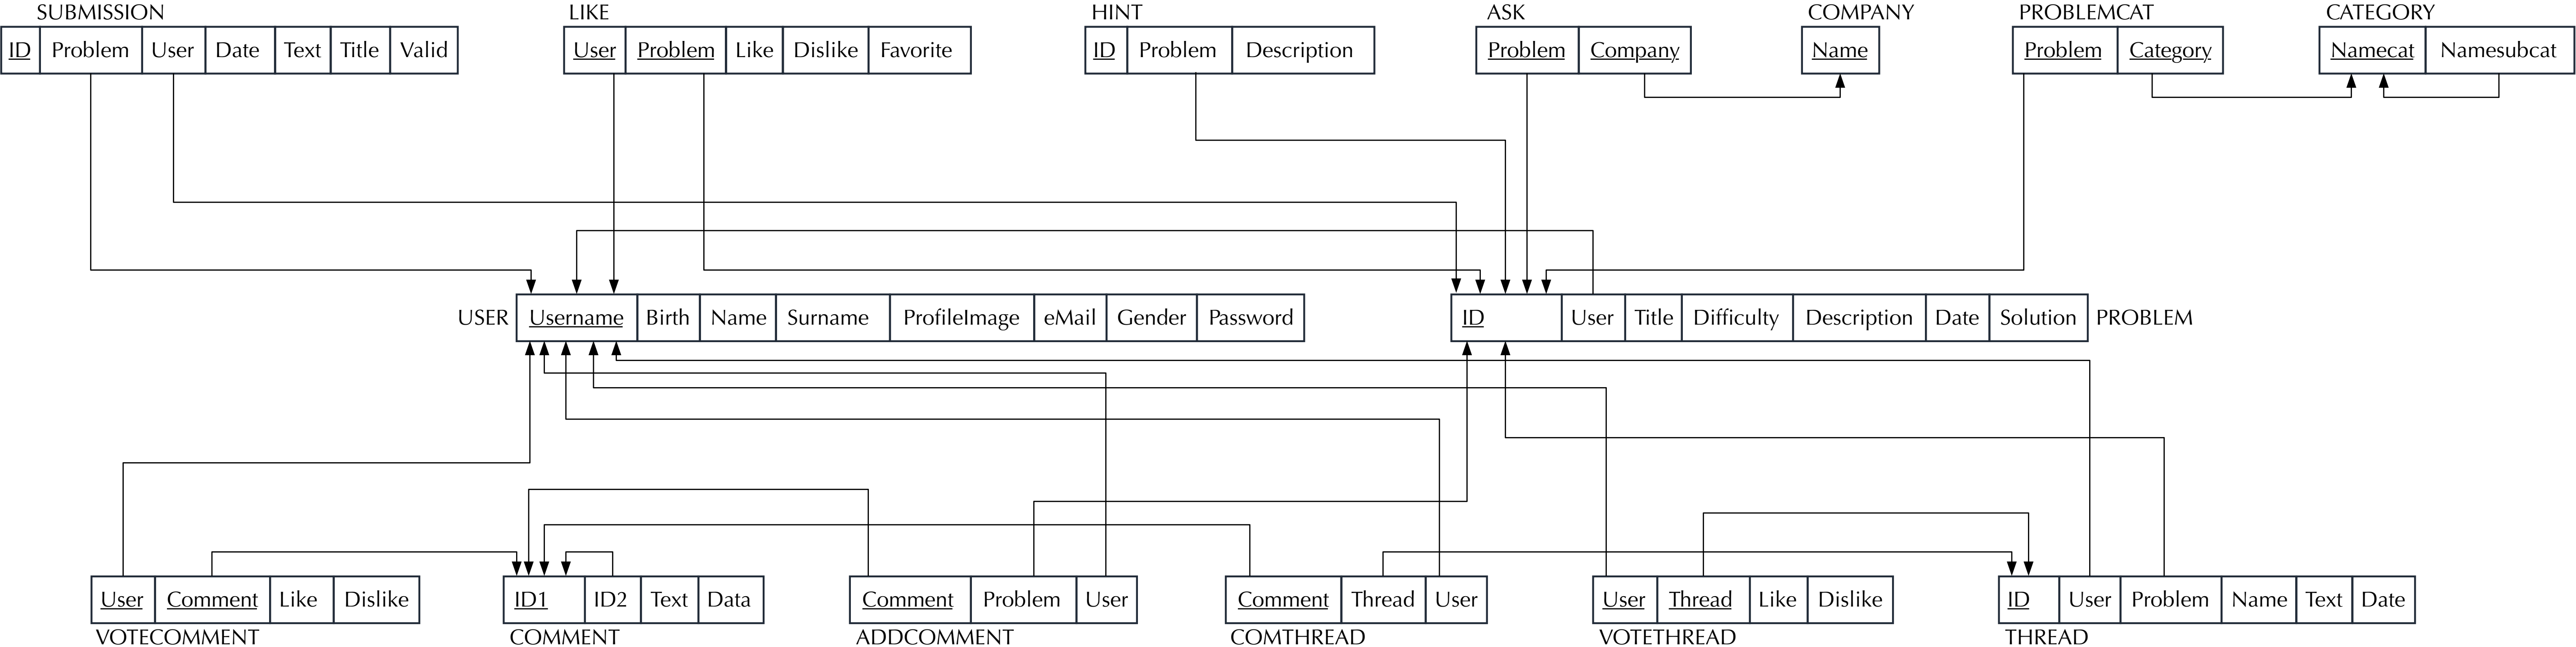 SUBMISSION LIKE HINT ASK COMPANY PROBLEMCAT CATEGORY
ID Problem User Date Text Title Valid User Problem Like Dislike Favorite ID Problem Description Problem Company Name Problem Category Namecat Namesubcat
USER Username Birth Name Surname ProfileImage eMail Gender Password ID User Title Difficulty Description Date Solution PROBLEM
User Comment Like Dislike ID1 ID2 Text Data Comment Problem User Comment Thread User User Thread Like Dislike ID User Problem Name Text Date
VOTECOMMENT COMMENT ADDCOMMENT COMTHREAD VOTETHREAD THREAD